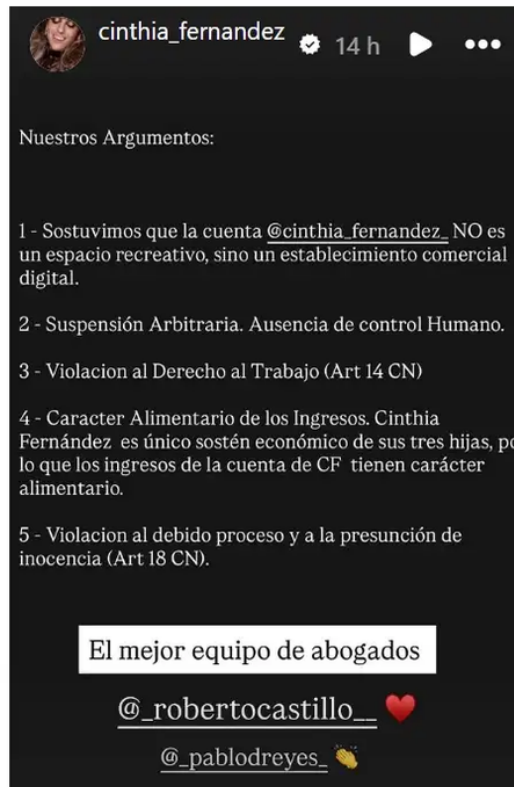 cinthia_fernandez 14 h
Nuestros Argumentos:
1 - Sostuvimos que la cuenta @cinthia_fernandez_ NO es
un espacio recreativo, sino un establecimiento comercial
digital.
2 - Suspensión Arbitraria. Ausencia de control Humano.
3 - Violacion al Derecho al Trabajo (Art 14 CN)
4 - Caracter Alimentario de los Ingresos. Cinthia
Fernández es único sostén económico de sus tres hijas, po
lo que los ingresos de la cuenta de CF tienen carácter
alimentario.
5 - Violacion al debido proceso y a la presunción de
inocencia (Art 18 CN).
El mejor equipo de abogados
@_robertocastillo__ ♥️
@_pablodreyes_ 👏